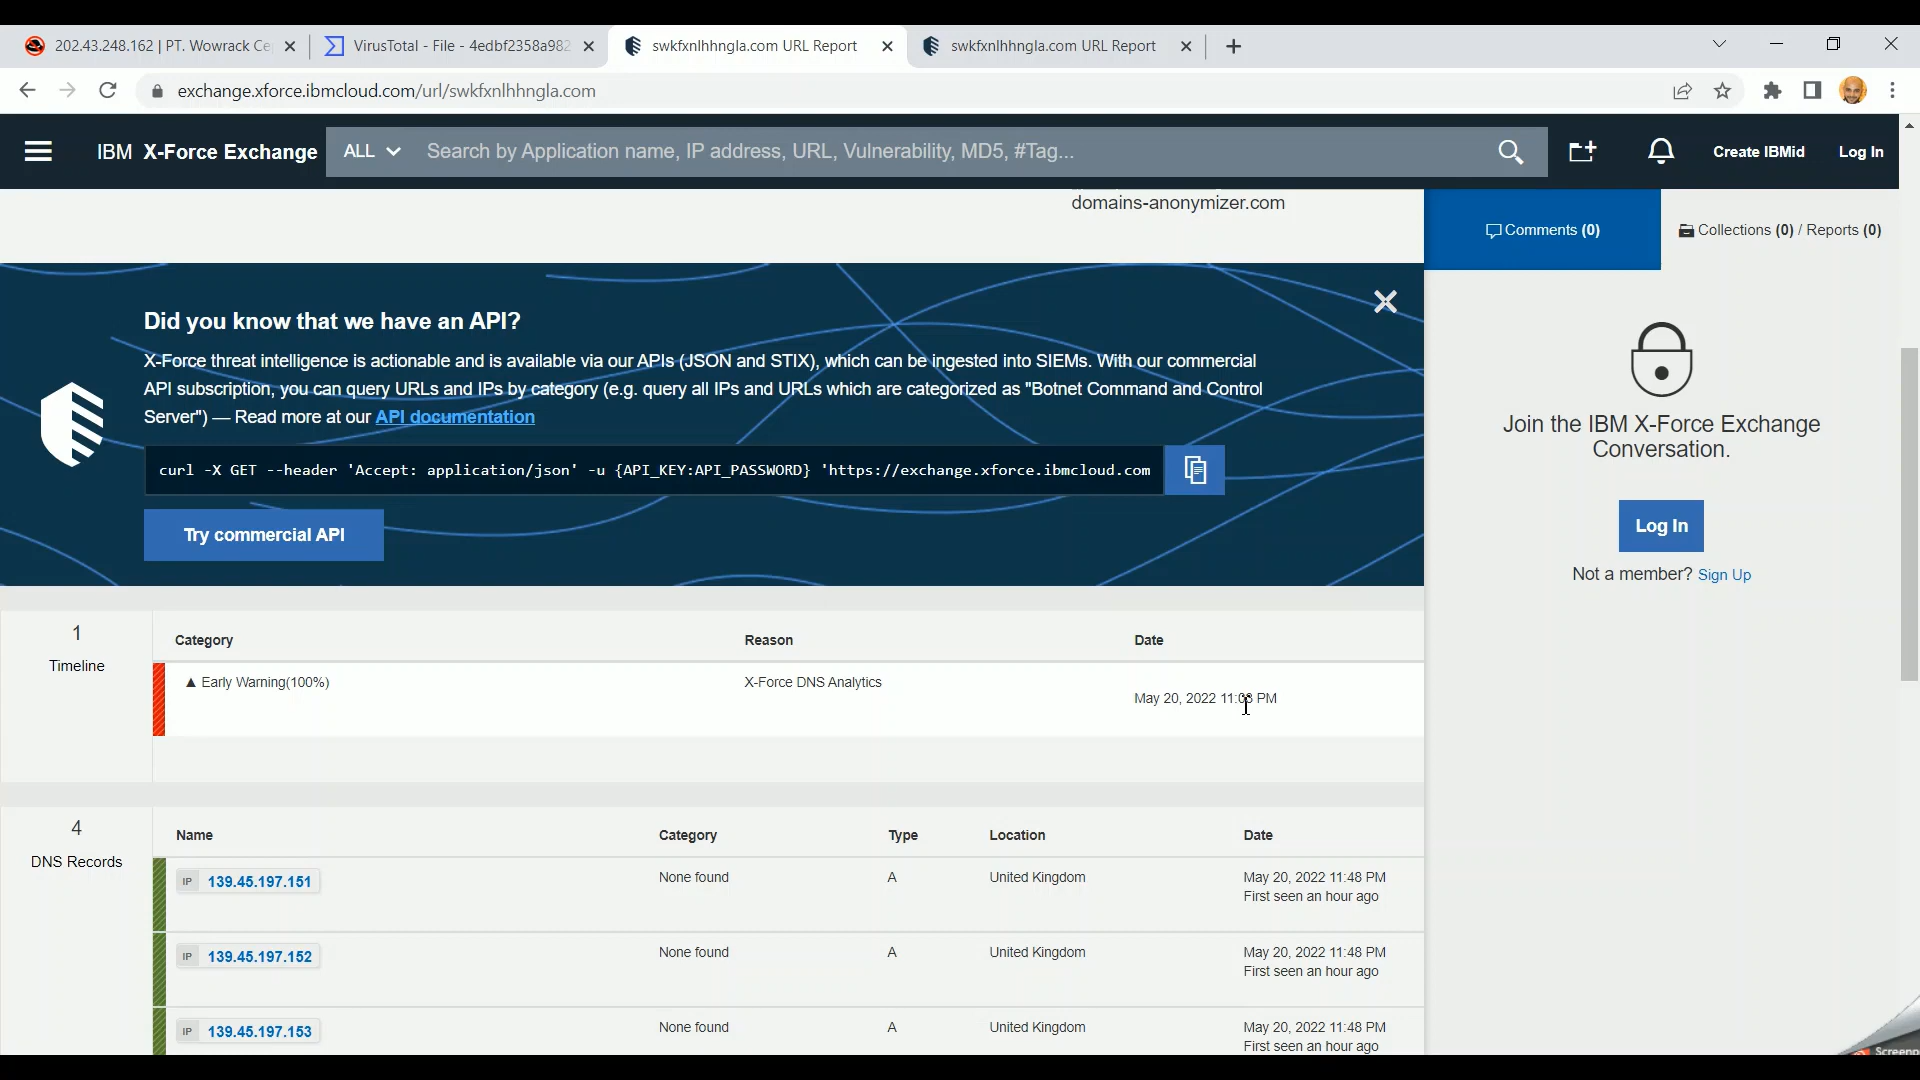 202.43.248.162 | PT. Wowrack Ce
VirusTotal - File - 4edbf2358a982
swkfxnlhhngla.com URL Report
swkfxnlhhngla.com URL Report
exchange.xforce.ibmcloud.com/url/swkfxnlhhngla.com
IBM X-Force Exchange
ALL
Search by Application name, IP address, URL, Vulnerability, MD5, #Tag...
Create IBMid
Log In
domains-anonymizer.com
Comments (0)
Collections (0) / Reports (0)
Did you know that we have an API?
X-Force threat intelligence is actionable and is available via our APIs (JSON and STIX), which can be ingested into SIEMs. With our commercial
API subscription, you can query URLs and IPs by category (e.g. query all IPs and URLs which are categorized as "Botnet Command and Control
Server") — Read more at our API documentation
curl -X GET --header 'Accept: application/json' -u {API_KEY:API_PASSWORD} 'https://exchange.xforce.ibmcloud.com
Try commercial API
Join the IBM X-Force Exchange
Conversation.
Log In
Not a member? Sign Up
1
Timeline
Category Reason Date
Early Warning(100%) X-Force DNS Analytics
May 20, 2022 PM
4
DNS Records
Name Category Type Location Date
IP 139.45.197.151 None found A United Kingdom May 20, 2022 11:48 PM
First seen an hour ago
IP 139.45.197.152 None found A United Kingdom May 20, 2022 11:48 PM
First seen an hour ago
IP 139.45.197.153 None found A United Kingdom May 20, 2022 11:48 PM
First seen an hour ago